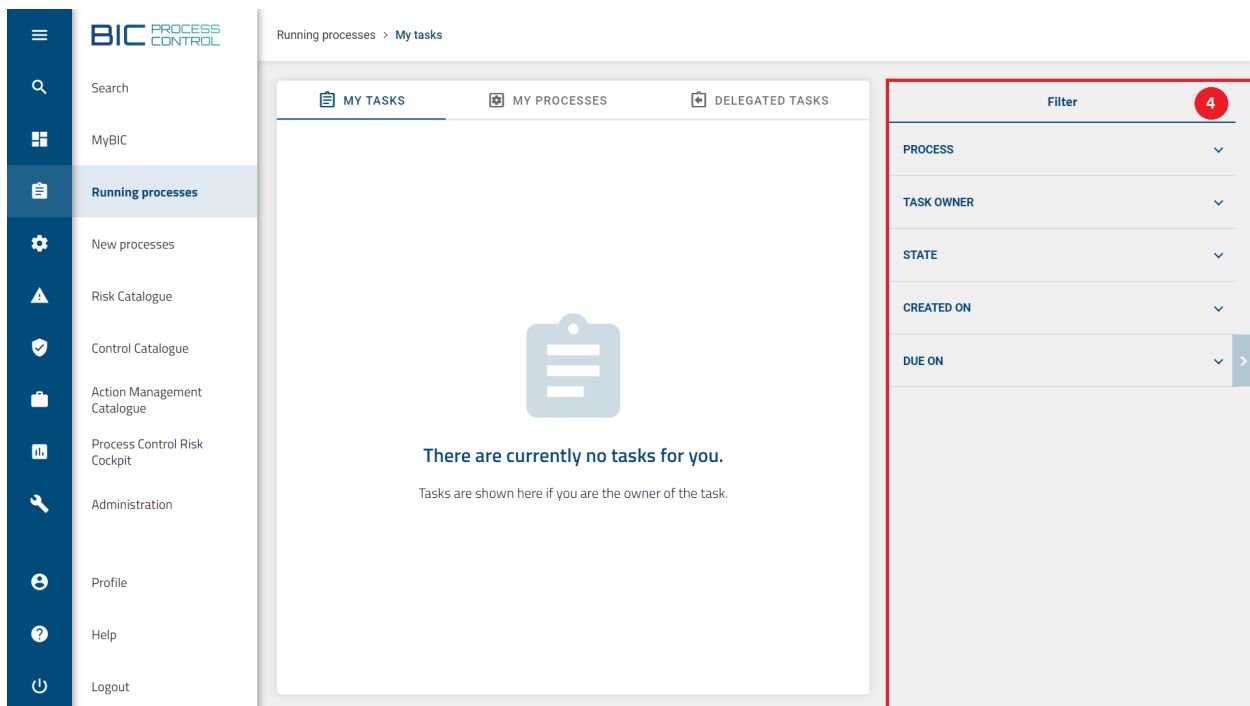 BIC PROCESS CONTROL
Search
MyBIC
Running processes
New processes
Risk Catalogue
Control Catalogue
Action Management
Catalogue
Process Control Risk
Cockpit
Administration
Profile
Help
Logout
Running processes > My tasks
MY TASKS
MY PROCESSES
DELEGATED TASKS
There are currently no tasks for you.
Tasks are shown here if you are the owner of the task.
Filter
4
PROCESS
TASK OWNER
STATE
CREATED ON
DUE ON